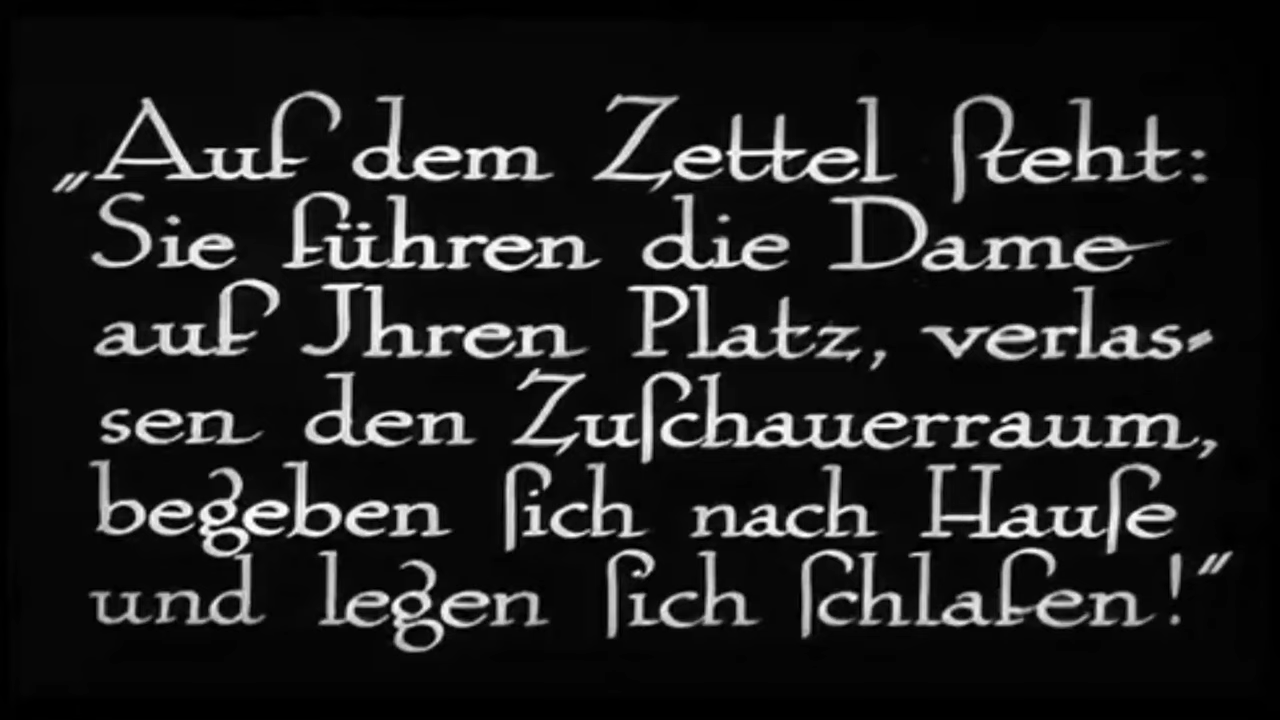 „Auf dem Zettel ſteht:
Sie führen die Dame
auf Jhren Platz, verlas⸗
sen den Zuſchauerraum,
begeben ſich nach Hauſe
und legen ſich ſchlafen!“